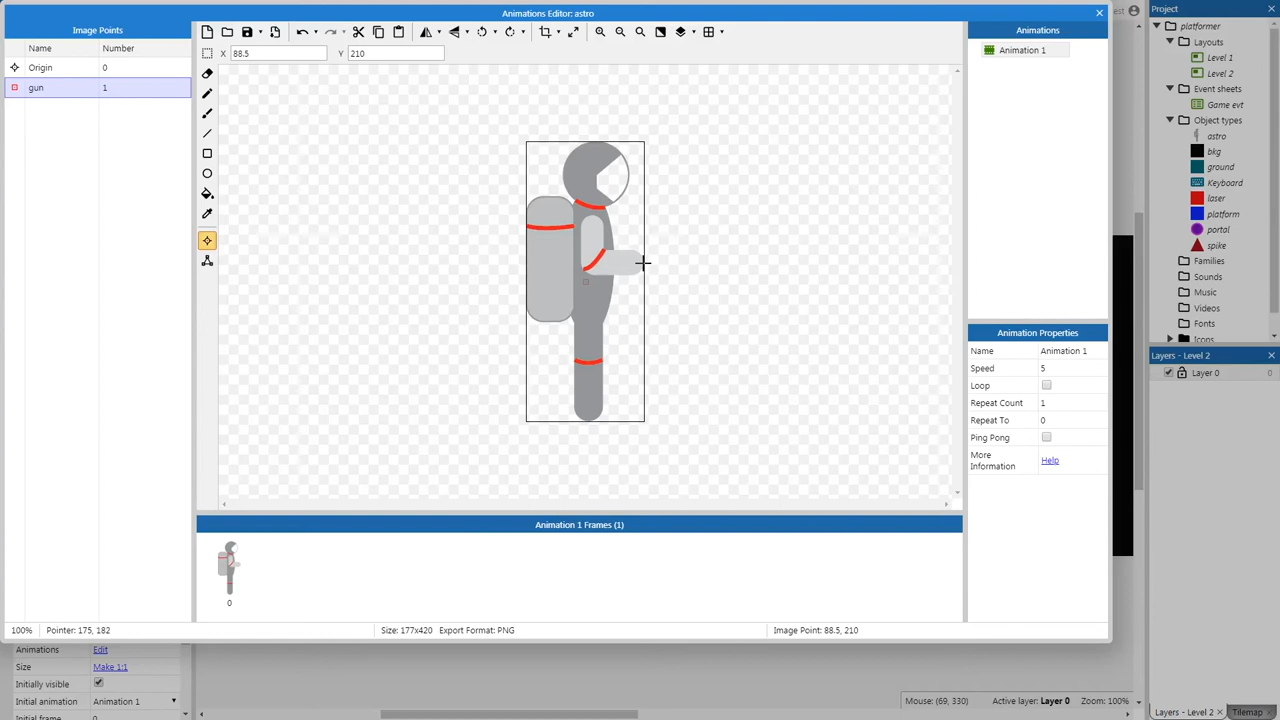 Animations Editor: astro
Image Points
Name Number
Origin 0
gun 1
X 88.5 Y 210
Animations
Animation 1
Animation Properties
Name Animation 1
Speed 5
Loop
Repeat Count 1
Repeat To 0
Ping Pong
More Information Help
Animation 1 Frames (1)
0
100% Pointer: 175, 182 Size: 177x420 Export Format: PNG Image Point: 88.5, 210
Animations Edit
Size Make 1:1
Initially visible
Initial animation Animation 1
Mouse: (69, 330) Active layer: Layer 0 Zoom: 100%
Project
platformer
Layouts
Level 1
Level 2
Event sheets
Game evt
Object types
astro
bkg
ground
Keyboard
laser
platform
portal
spike
Families
Sounds
Music
Videos
Fonts
Icons
Layers - Level 2
Layer 0 0
Layers - Level 2 Tilemap